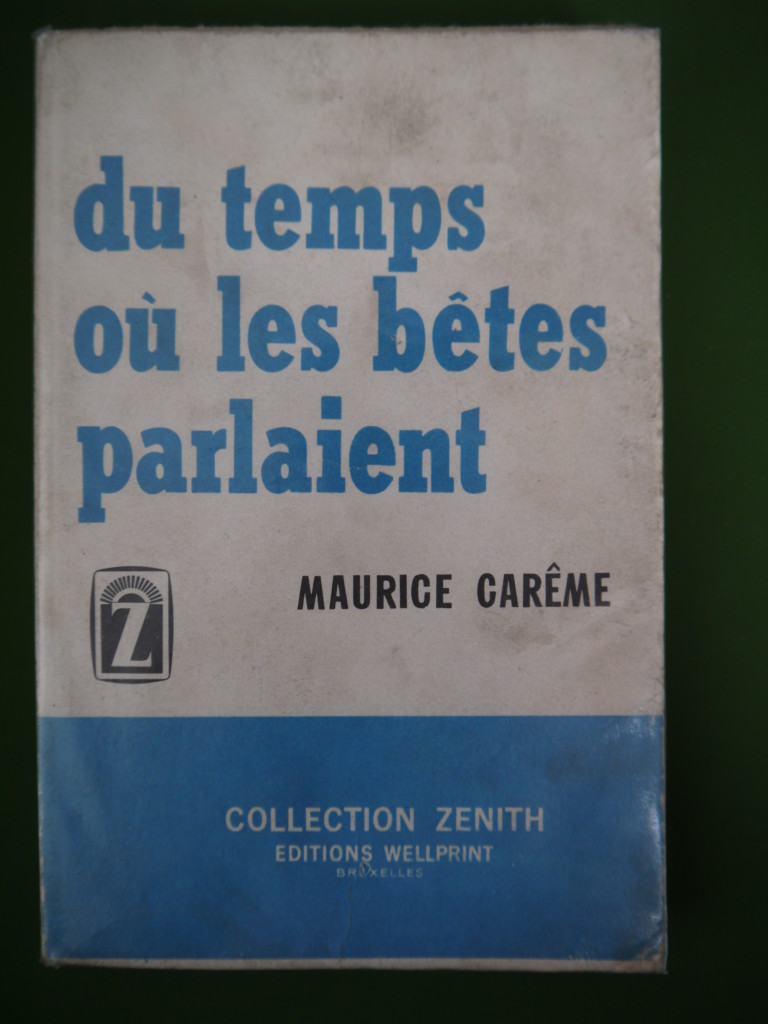 du temps
où les bêtes
parlaient
MAURICE CARÊME
Z
COLLECTION ZENITH
EDITIONS WELLPRINT
BRUXELLES